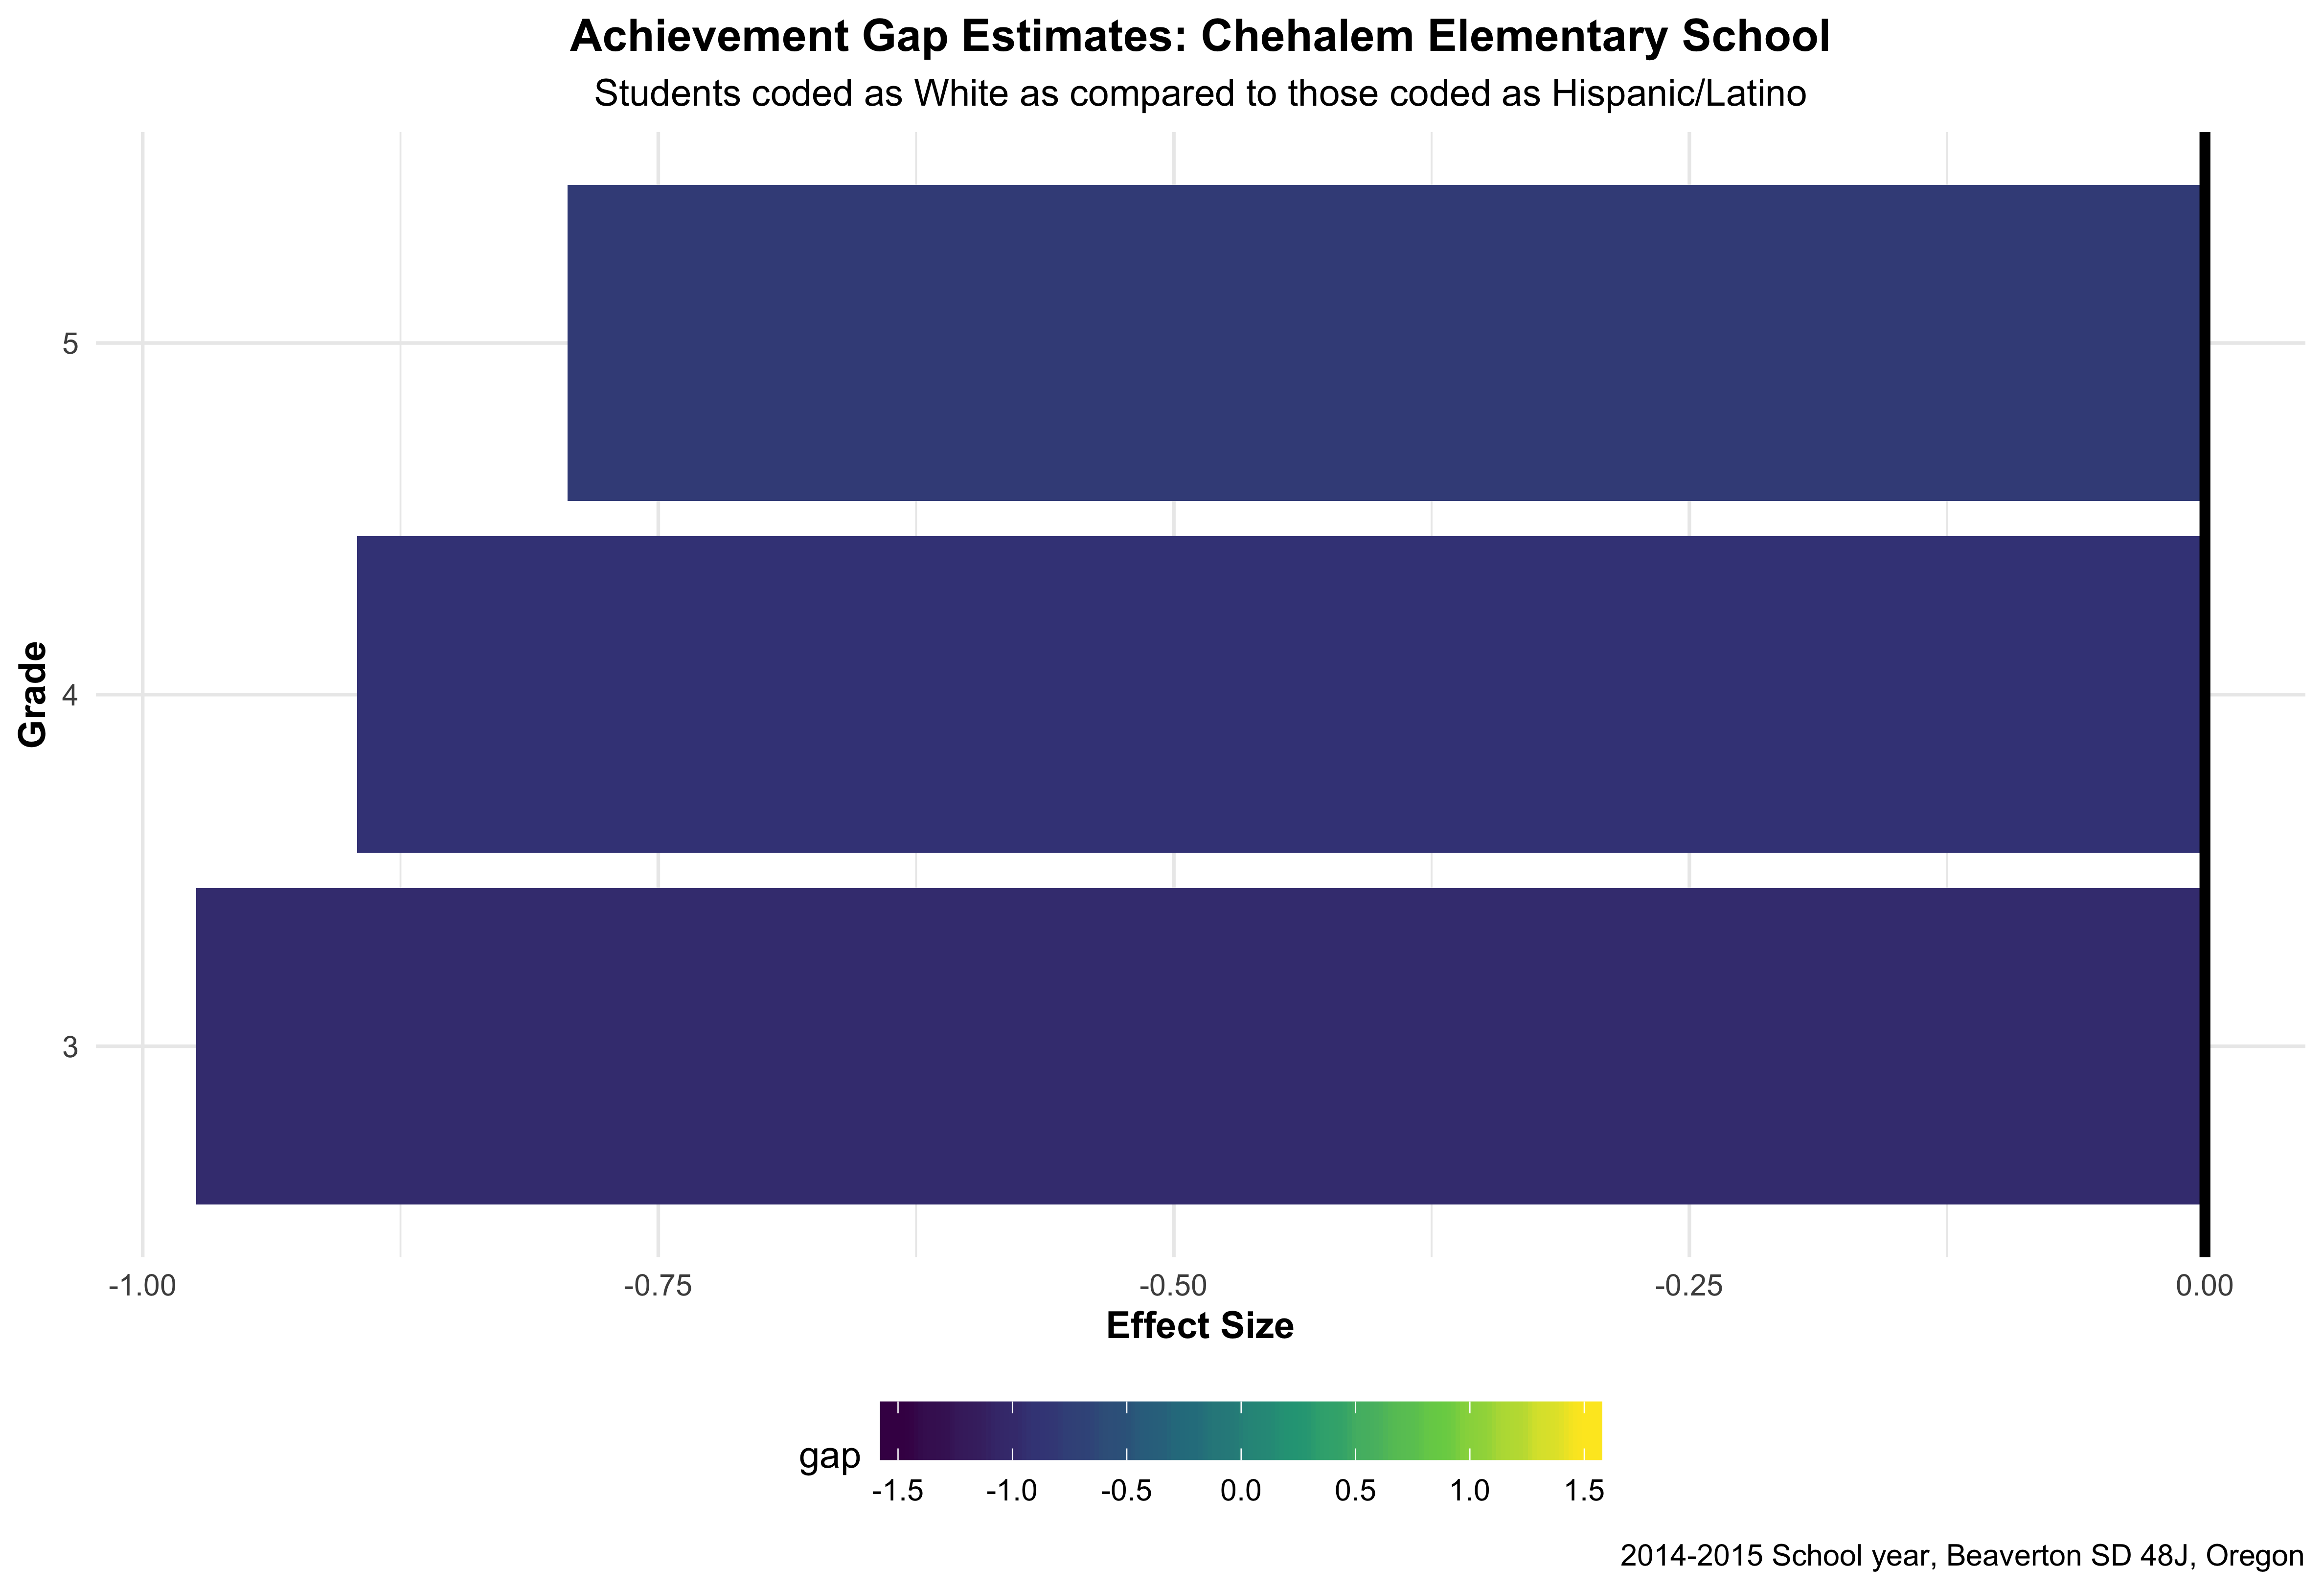 Achievement Gap Estimates: Chehalem Elementary School
Students coded as White as compared to those coded as Hispanic/Latino
Grade
5
4
3
-1.00 -0.75 -0.50 -0.25 0.00
Effect Size
gap
-1.5 -1.0 -0.5 0.0 0.5 1.0 1.5
2014-2015 School year, Beaverton SD 48J, Oregon